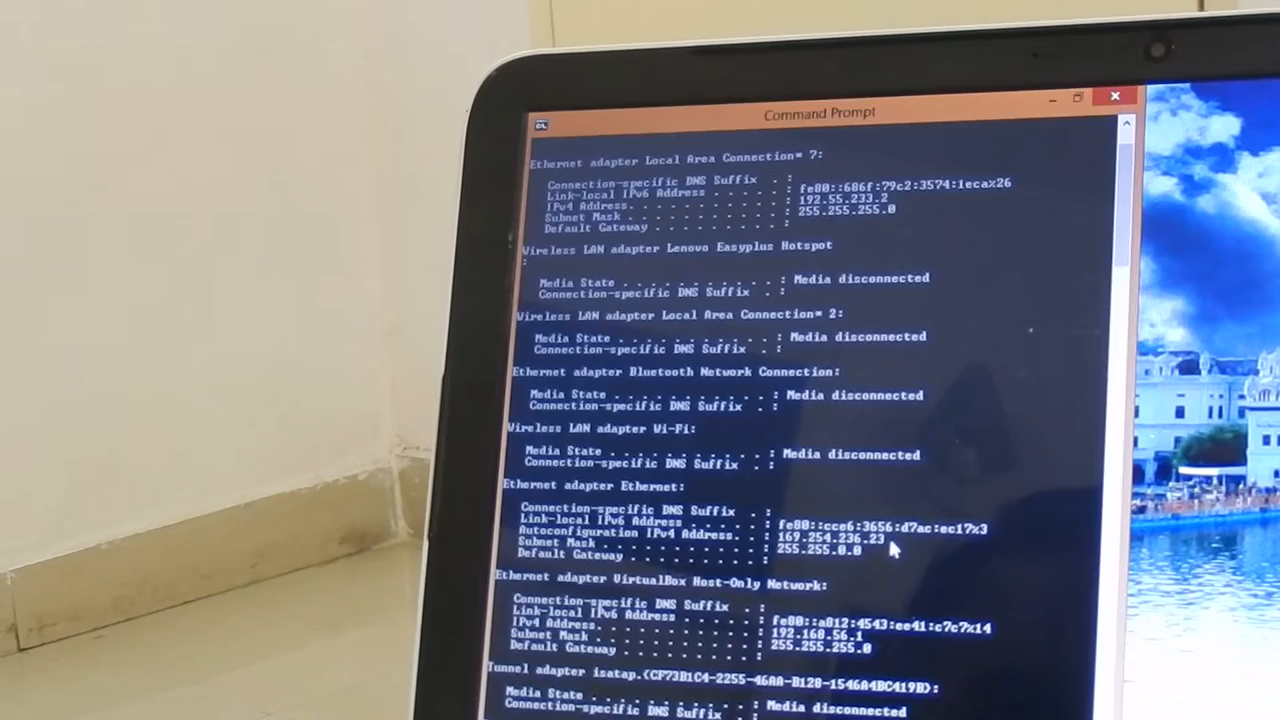 Command Prompt
Ethernet adapter Local Area Connection* 7:
Connection-specific DNS Suffix . :
Link-local IPv6 Address . . . . . : fe80::686f:79c2:3574:1eca%26
IPv4 Address. . . . . . . . . . . : 192.55.233.2
Subnet Mask . . . . . . . . . . . : 255.255.255.0
Default Gateway . . . . . . . . . :
Wireless LAN adapter Lenovo Easyplus Hotspot
:
Media State . . . . . . . . . . . : Media disconnected
Connection-specific DNS Suffix . :
Wireless LAN adapter Local Area Connection* 2:
Media State . . . . . . . . . . . : Media disconnected
Connection-specific DNS Suffix . :
Ethernet adapter Bluetooth Network Connection:
Media State . . . . . . . . . . . : Media disconnected
Connection-specific DNS Suffix . :
Wireless LAN adapter Wi-Fi:
Media State . . . . . . . . . . . : Media disconnected
Connection-specific DNS Suffix . :
Ethernet adapter Ethernet:
Connection-specific DNS Suffix . :
Link-local IPv6 Address . . . . . : fe80::cce6:3656:d7ac:ec17%3
Autoconfiguration IPv4 Address. . : 169.254.236.23
Subnet Mask . . . . . . . . . . . : 255.255.0.0
Default Gateway . . . . . . . . . :
Ethernet adapter VirtualBox Host-Only Network:
Connection-specific DNS Suffix . :
Link-local IPv6 Address . . . . . : fe80::a812:4543:ee41:c7c7%14
IPv4 Address. . . . . . . . . . . : 192.168.56.1
Subnet Mask . . . . . . . . . . . : 255.255.255.0
Default Gateway . . . . . . . . . :
Tunnel adapter isatap.{CF73B1C4-2255-46AA-B128-1546A4BC419B}:
Media State . . . . . . . . . . . : Media disconnected
Connection-specific DNS Suffix . :